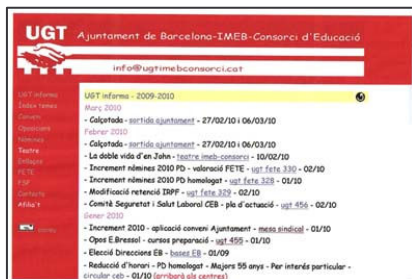 UGT Ajuntament de Barcelona-IMEB-Consorci d'Educació
info@ugtimebconsorci.cat
UGT informa
Índex temes
Conveni
Oposicions
Nòmines
Teatre
Enllaços
FETE
FSP
Contacte
Afilia't
correu
UGT informa - 2009-2010
Març 2010
- Calçotada - sortida ajuntament - 27/02/10 i 06/03/10
Febrer 2010
- Calçotada - sortida ajuntament - 27/02/10 i 06/03/10
- La doble vida d'en John - teatre imeb-consorci - 10/02/10
- Increment nòmines 2010 PD - valoració FETE - ugt fete 330 - 02/10
- Increment nòmines 2010 PD homologat - ugt fete 328 - 01/10
- Modificació retenció IRPF - ugt fete 329 - 02/10
- Comitè Seguretat i Salut Laboral CEB - pla d'actuació - ugt 456 - 02/10
Gener 2010
- Increment 2010 - aplicació conveni Ajuntament - mesa sindical - 01/10
- Opos E.Bressol - cursos preparació - ugt 455 - 01/10
- Elecció Direccions EB - bases EB - 01/09
- Reducció d'horari - PD homologat - Majors 55 anys - Per interés particular -
circular ceb - 01/10 (arribarà als centres)